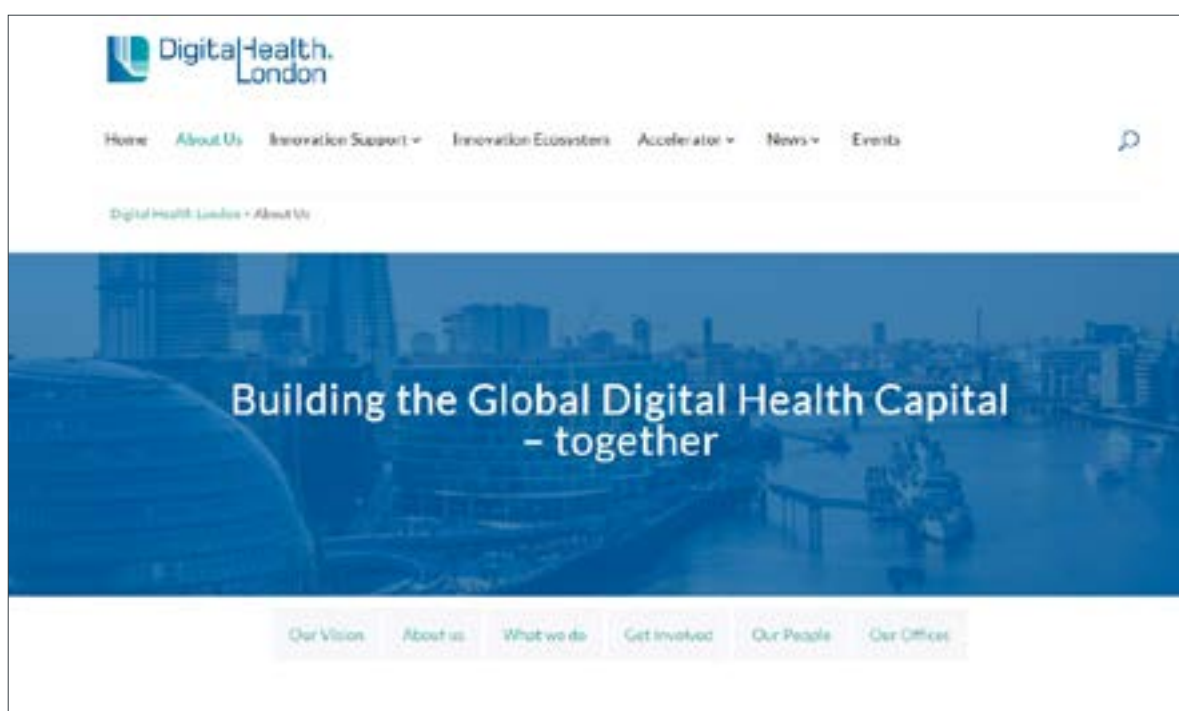 DigitalHealth.
London
Home About Us Innovation Support Innovation Ecosystem Accelerator News Events
Digital Health London > About Us
Building the Global Digital Health Capital
– together
Our Vision About us What we do Get Involved Our People Our Offices